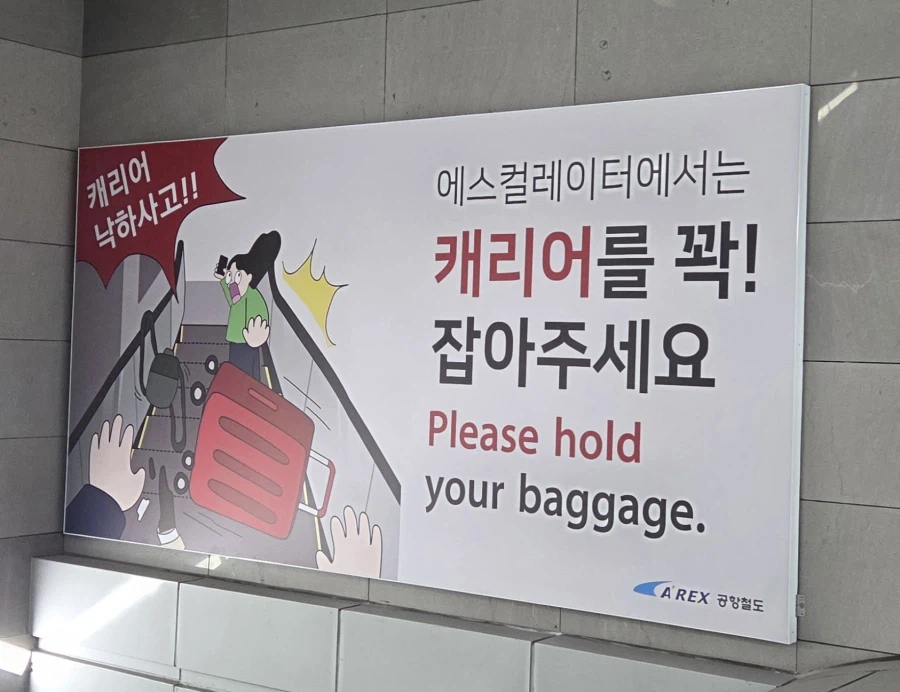 캐리어
낙하사고!!
에스컬레이터에서는
캐리어를 꽉!
잡아주세요
Please hold
your baggage.
A'REX 공항철도